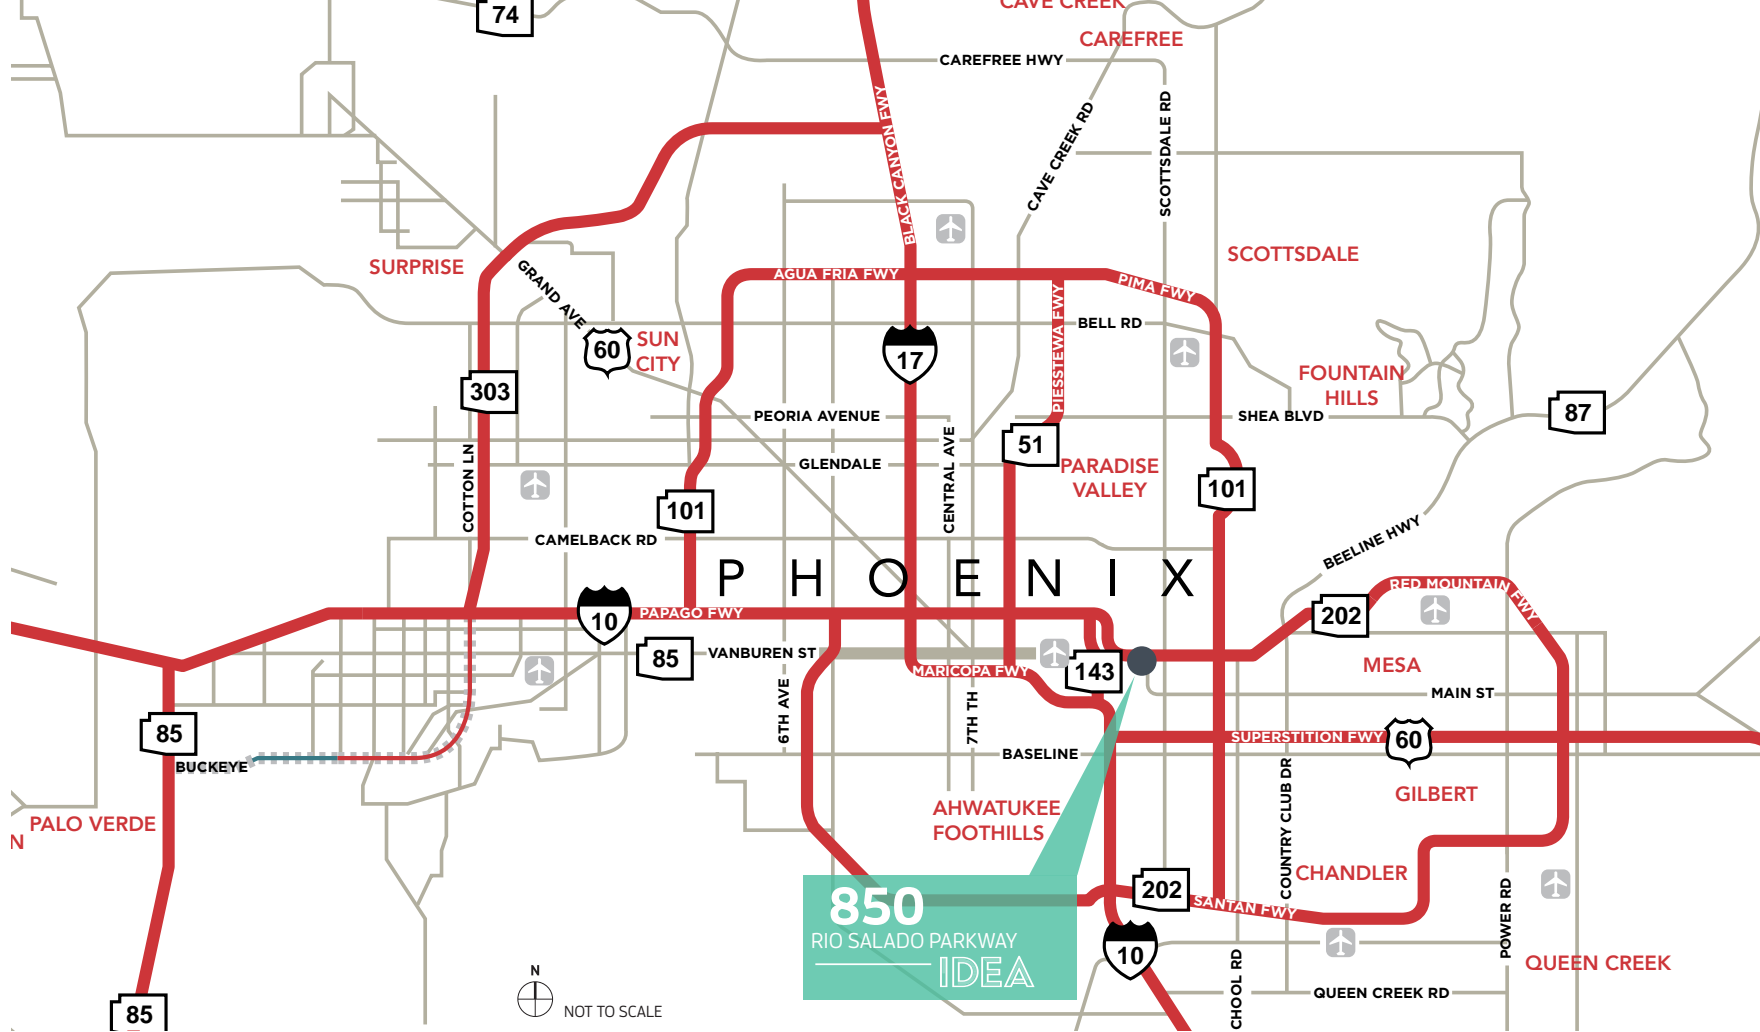 CAVE CREEK
74
CAREFREE
CAREFREE HWY
BLACK CANYON FWY
CAVE CREEK RD
SCOTTSDALE RD
SURPRISE
SCOTTSDALE
GRAND AVE
AGUA FRIA FWY
PIMA FWY
PIESSTEWA FWY
BELL RD
60
SUN
CITY
17
303
FOUNTAIN
HILLS
87
PEORIA AVENUE
SHEA BLVD
51
COTTON LN
GLENDALE
CENTRAL AVE
PARADISE
VALLEY
101
101
CAMELBACK RD
BEELINE HWY
PHOENIX
RED MOUNTAIN FWY
10
PAPAGO FWY
202
85
VANBUREN ST
MARICOPA FWY
143
MESA
6TH AVE
7TH TH
MAIN ST
85
BUCKEYE
SUPERSTITION FWY
60
BASELINE
COUNTRY CLUB DR
GILBERT
PALO VERDE
N
AHWATUKEE
FOOTHILLS
CHANDLER
202
SANTAN FWY
POWER RD
850
RIO SALADO PARKWAY
IDEA
10
CHOOL RD
QUEEN CREEK
QUEEN CREEK RD
N
NOT TO SCALE
85